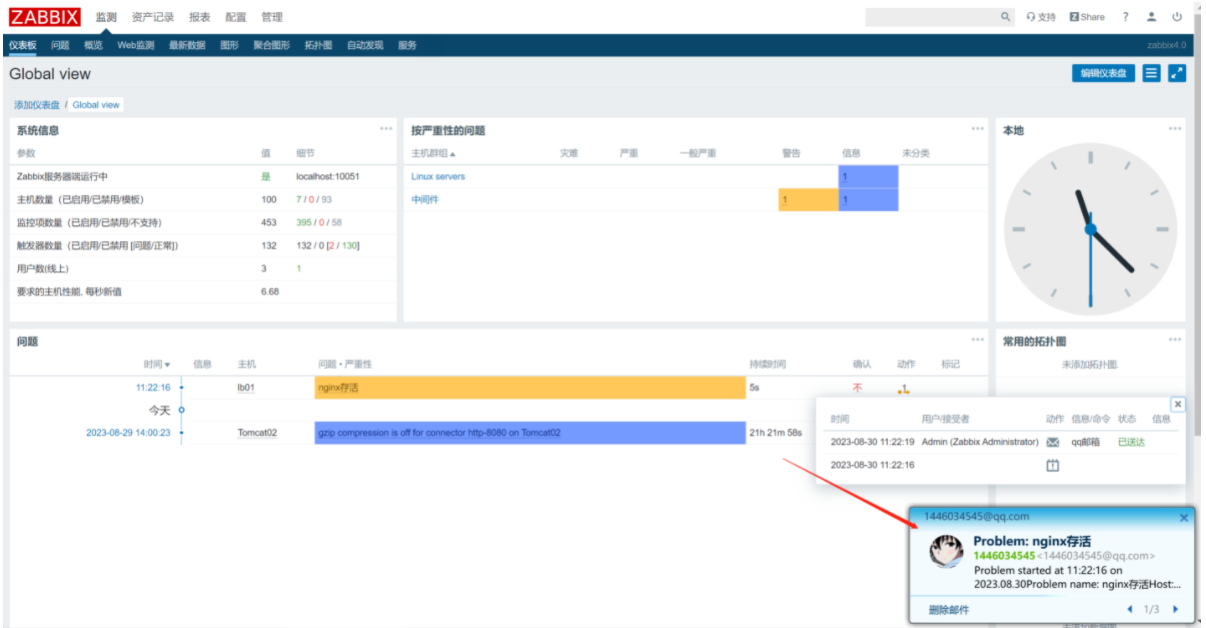 ZABBIX 监测 资产记录 报表 配置 管理 支持 Share ?
仪表板 问题 概览 Web监测 最新数据 图形 聚合图形 拓扑图 自动发现 服务 zabbix4.0
Global view 编辑仪表盘
添加仪表盘 / Global view
系统信息
参数 值 细节
Zabbix服务器端运行中 是 localhost:10051
主机数量（已启用/已禁用/模板） 100 7 / 0 / 93
监控项数量（已启用/已禁用/不支持） 453 395 / 0 / 58
触发器数量（已启用/已禁用 [问题/正常]） 132 132 / 0 [2 / 130]
用户数(线上) 3 1
要求的主机性能, 每秒新值 6.68
按严重性的问题
主机群组 灾难 严重 一般严重 警告 信息 未分类
Linux servers 1
中间件 1 1
本地
问题
时间 信息 主机 问题 • 严重性 持续时间 确认 动作 标记
11:22:16 lb01 nginx存活 5s 不 1
今天
2023-08-29 14:00:23 Tomcat02 gzip compression is off for connector http-8080 on Tomcat02 21h 21m 58s
常用的拓扑图
未添加拓扑图
时间 用户/接受者 动作 信息/命令 状态 信息
2023-08-30 11:22:19 Admin (Zabbix Administrator) qq邮箱 已送达
2023-08-30 11:22:16
1446034545@qq.com
Problem: nginx存活
1446034545<1446034545@qq.com>
Problem started at 11:22:16 on
2023.08.30Problem name: nginx存活Host:...
删除邮件 1/3